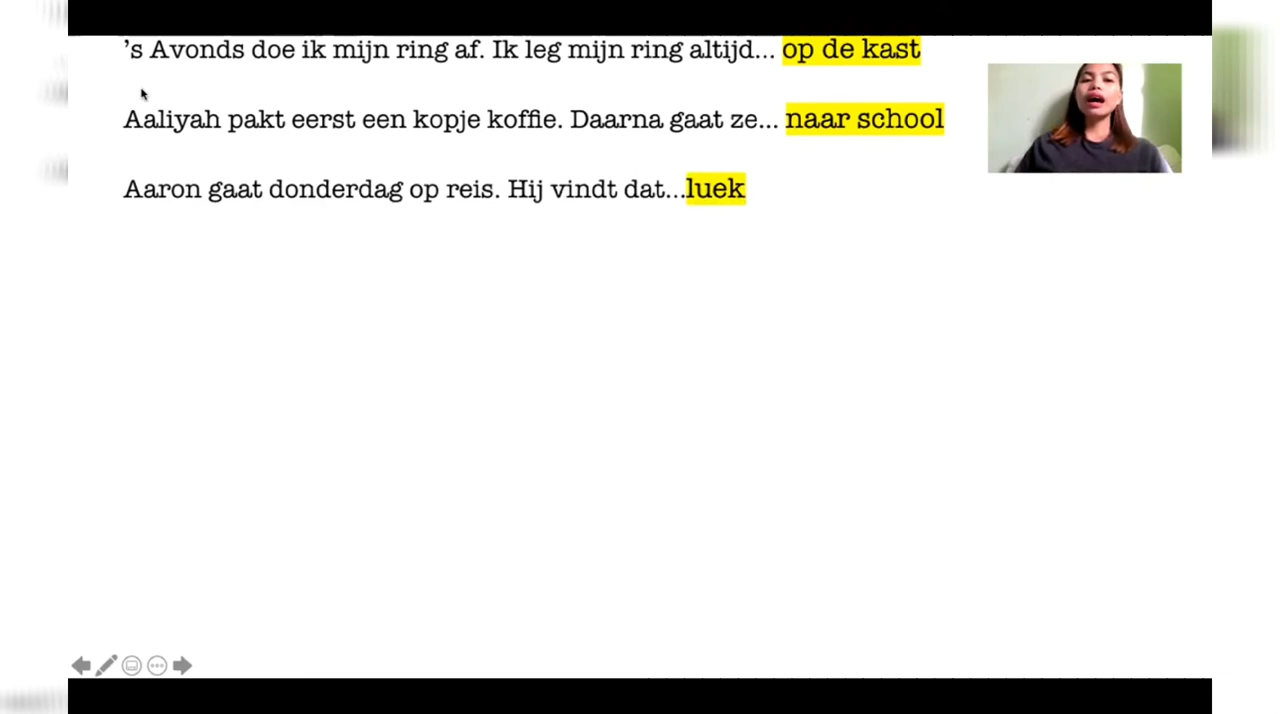 ’s Avonds doe ik mijn ring af. Ik leg mijn ring altijd... op de kast
Aaliyah pakt eerst een kopje koffie. Daarna gaat ze... naar school
Aaron gaat donderdag op reis. Hij vindt dat...luek